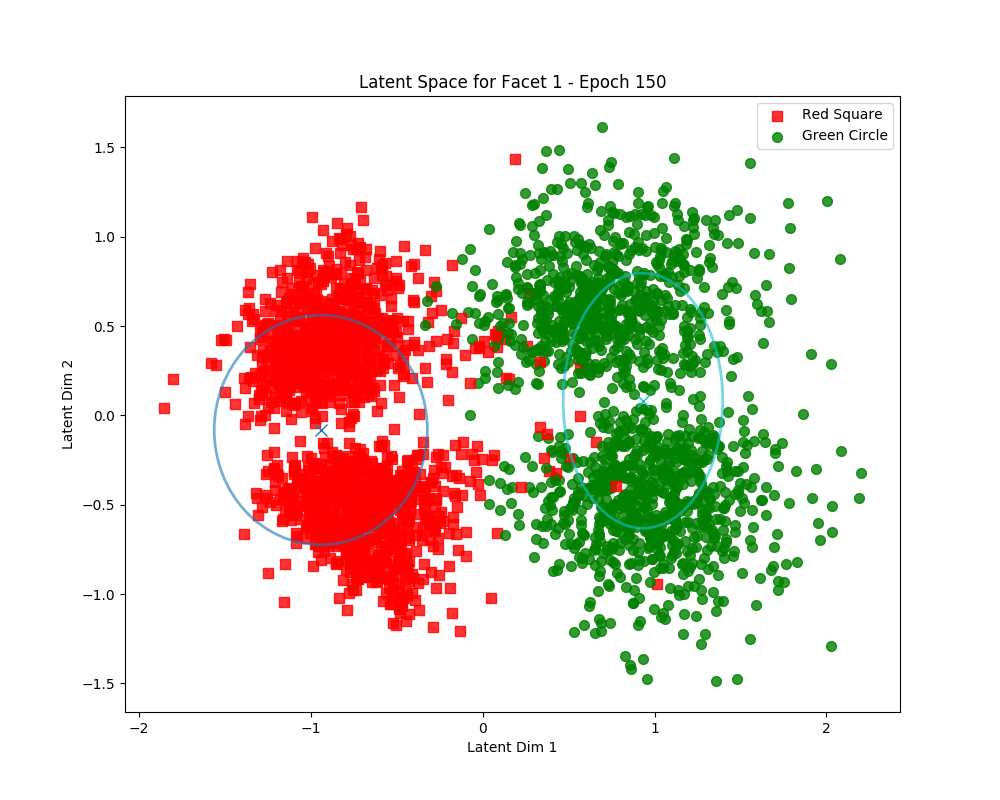 Latent Space for Facet 1 - Epoch 150
Red Square
Green Circle
1.5
1.0
0.5
0.0
−0.5
−1.0
−1.5
Latent Dim 2
−2
−1
0
1
2
Latent Dim 1